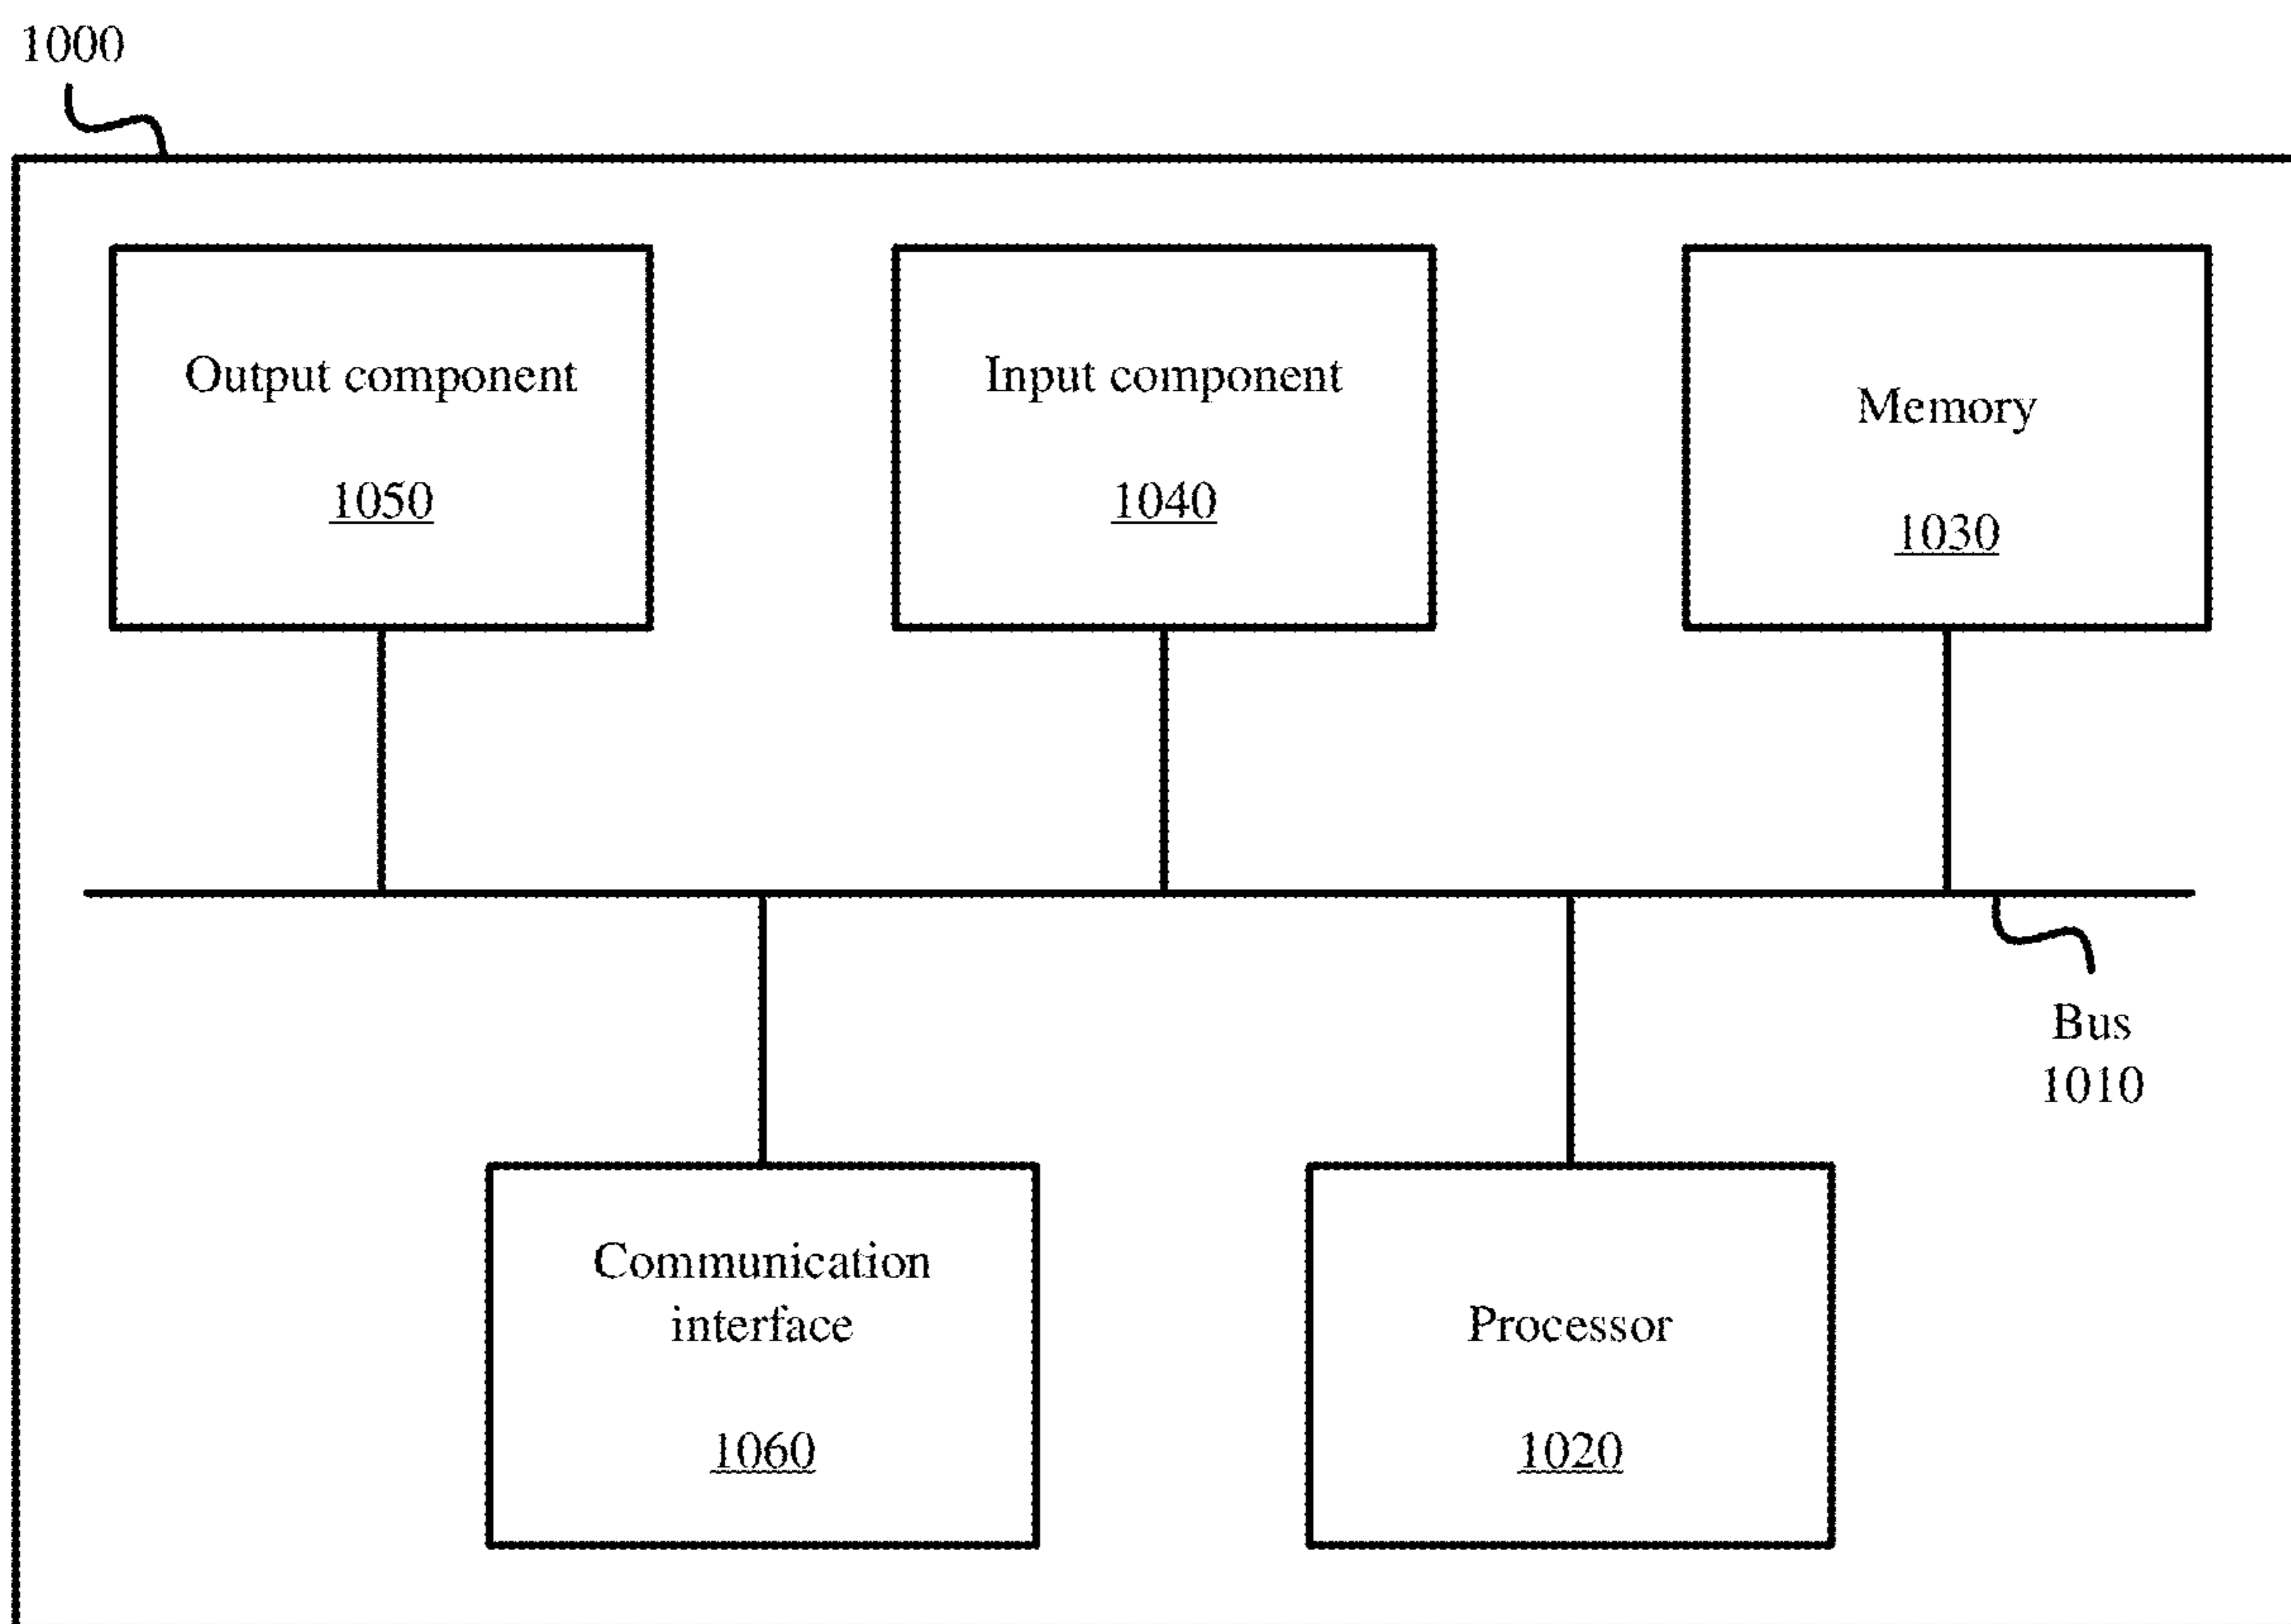 1000
Output component
1050
Input component
1040
Memory
1030
Bus
1010
Communication
interface
1060
Processor
1020